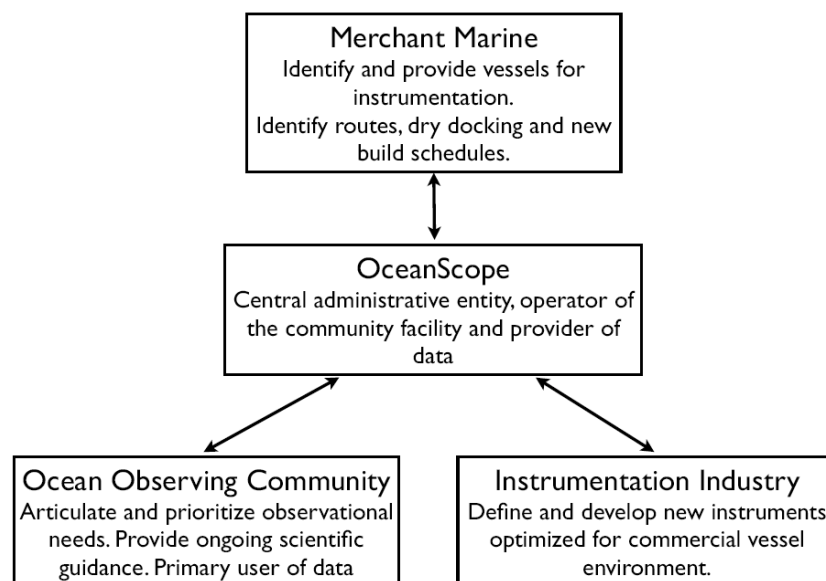 Merchant Marine
Identify and provide vessels for
instrumentation.
Identify routes, dry docking and new
build schedules.
OceanScope
Central administrative entity, operator of
the community facility and provider of
data
Ocean Observing Community
Articulate and prioritize observational
needs. Provide ongoing scientific
guidance. Primary user of data
Instrumentation Industry
Define and develop new instruments
optimized for commercial vessel
environment.